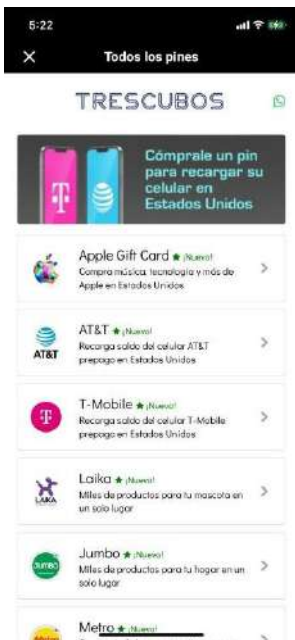 5:22
Todos los pines
TRESCUBOS
Cómprale un pin
para recargar su
celular en
Estados Unidos
T
AT&T
Apple Gift Card ★ ¡Nuevo!
Compra música, tecnología y más de
Apple en Estados Unidos
AT&T ★ ¡Nuevo!
Recarga saldo del celular AT&T
prepago en Estados Unidos
T
T-Mobile ★ ¡Nuevo!
Recarga saldo del celular T-Mobile
prepago en Estados Unidos
LAIKA
Laika ★ ¡Nuevo!
Miles de productos para tu mascota en
un solo lugar
JUMBO
Jumbo ★ ¡Nuevo!
Miles de productos para tu hogar en un
solo lugar
Metro ★ ¡Nuevo!